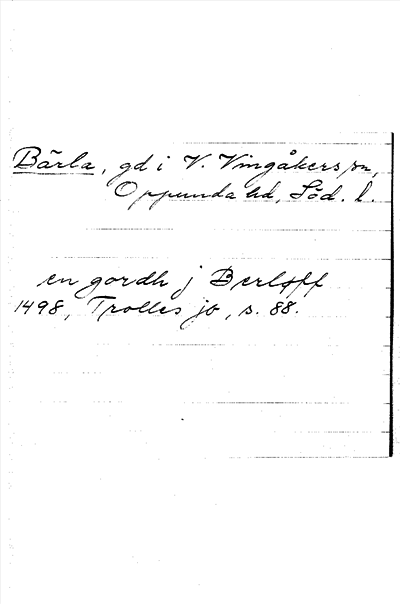 Bärla, gd i V. Vingåkers sn,
Oppunda hd, Söd. l.
en gordh j Berløff
1498, Trolles jb, s. 88.